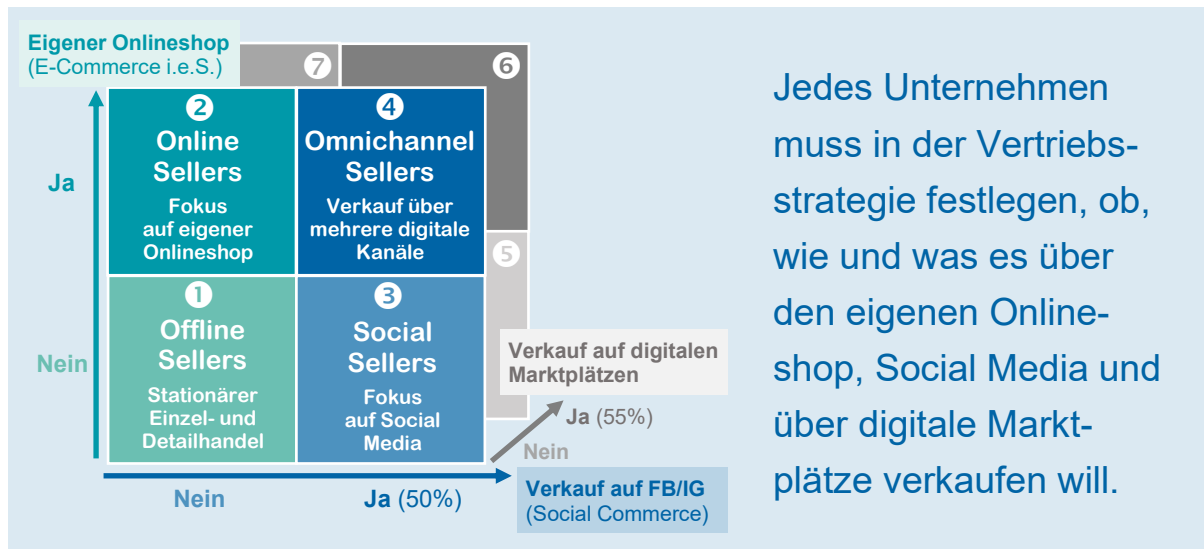 Eigener Onlineshop
(E-Commerce i.e.S.)
7
6
Ja
2
Online
Sellers
Fokus
auf eigener
Onlineshop
4
Omnichannel
Sellers
Verkauf über
mehrere digitale
Kanäle
5
Nein
1
Offline
Sellers
Stationärer
Einzel- und
Detailhandel
3
Social
Sellers
Fokus
auf Social
Media
Verkauf auf digitalen
Marktplätzen
Ja (55%)
Nein
Nein
Ja (50%)
Verkauf auf FB/IG
(Social Commerce)
Jedes Unternehmen
muss in der Vertriebs-
strategie festlegen, ob,
wie und was es über
den eigenen Online-
shop, Social Media und
über digitale Markt-
plätze verkaufen will.